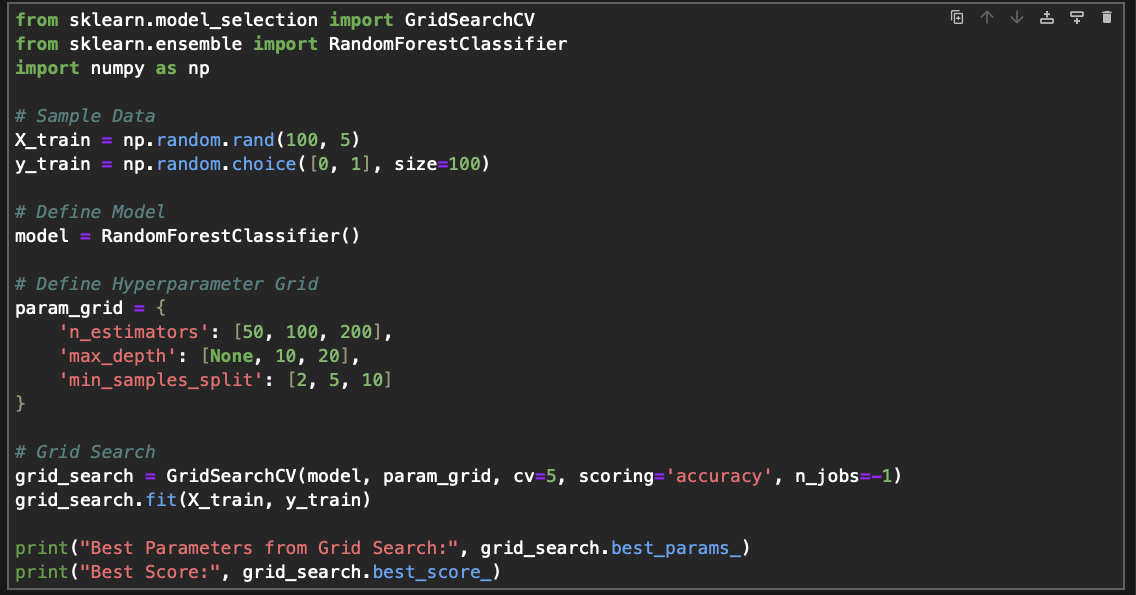 from sklearn.model_selection import GridSearchCV
from sklearn.ensemble import RandomForestClassifier
import numpy as np

# Sample Data
X_train = np.random.rand(100, 5)
y_train = np.random.choice([0, 1], size=100)

# Define Model
model = RandomForestClassifier()

# Define Hyperparameter Grid
param_grid = {
    'n_estimators': [50, 100, 200],
    'max_depth': [None, 10, 20],
    'min_samples_split': [2, 5, 10]
}

# Grid Search
grid_search = GridSearchCV(model, param_grid, cv=5, scoring='accuracy', n_jobs=-1)
grid_search.fit(X_train, y_train)

print("Best Parameters from Grid Search:", grid_search.best_params_)
print("Best Score:", grid_search.best_score_)